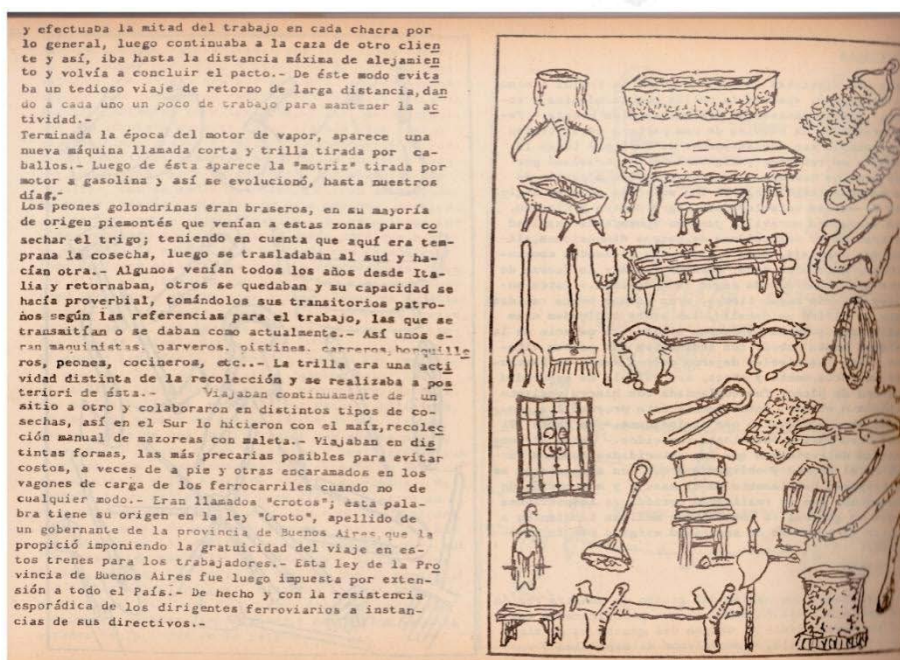 y efectuaba la mitad del trabajo en cada chacra por
lo general, luego continuaba a la caza de otro clien
te y así, iba hasta la distancia máxima de alejamien
to y volvía a concluir el pacto.- De éste modo evita
ba un tedioso viaje de retorno de larga distancia,dan
do a cada uno un poco de trabajo para mantener la ac
tividad.-
Terminada la época del motor de vapor, aparece una
nueva máquina llamada corta y trilla tirada por ca-
ballos.- Luego de ésta aparece la "motriz" tirada por
motor a gasolina y así se evolucionó, hasta nuestros
días.-
Los peones golondrinas eran braseros, en su mayoría
de origen piemontés que venían a estas zonas para co
sechar el trigo; teniendo en cuenta que aquí era tem-
prana la cosecha, luego se trasladaban al sud y ha-
cían otra.- Algunos venían todos los años desde Ita-
lia y retornaban, otros se quedaban y su capacidad se
hacía proverbial, tomándolos sus transitorios patro-
nos según las referencias para el trabajo, las que se
transmitían o se daban como actualmente.- Así unos e-
ran maquinistas, parveros, pistines, carreros,horquille
ros, peones, cocineros, etc..- La trilla era una acti
vidad distinta de la recolección y se realizaba a pos
teriori de ésta.- Viajaban continuamente de un
sitio a otro y colaboraron en distintos tipos de co-
sechas, así en el Sur lo hicieron con el maíz,recolec
ción manual de mazoreas con maleta.- Viajaban en dis
tintas formas, las más precarias posibles para evitar
costos, a veces de a pie y otras encaramados en los
vagones de carga de los ferrocarriles cuando no de
cualquier modo.- Eran llamados "crotos"; esta pala-
bra tiene su origen en la ley "Croto", apellido de
un gobernante de la provincia de Buenos Aires,que la
propició imponiendo la gratuicidad del viaje en es-
tos trenes para los trabajadores.- Esta ley de la Pro
vincia de Buenos Aires fue luego impuesta por exten-
sión a todo el País.- De hecho y con la resistencia
esporádica de los dirigentes ferroviarios a instan-
cias de sus directivos.-